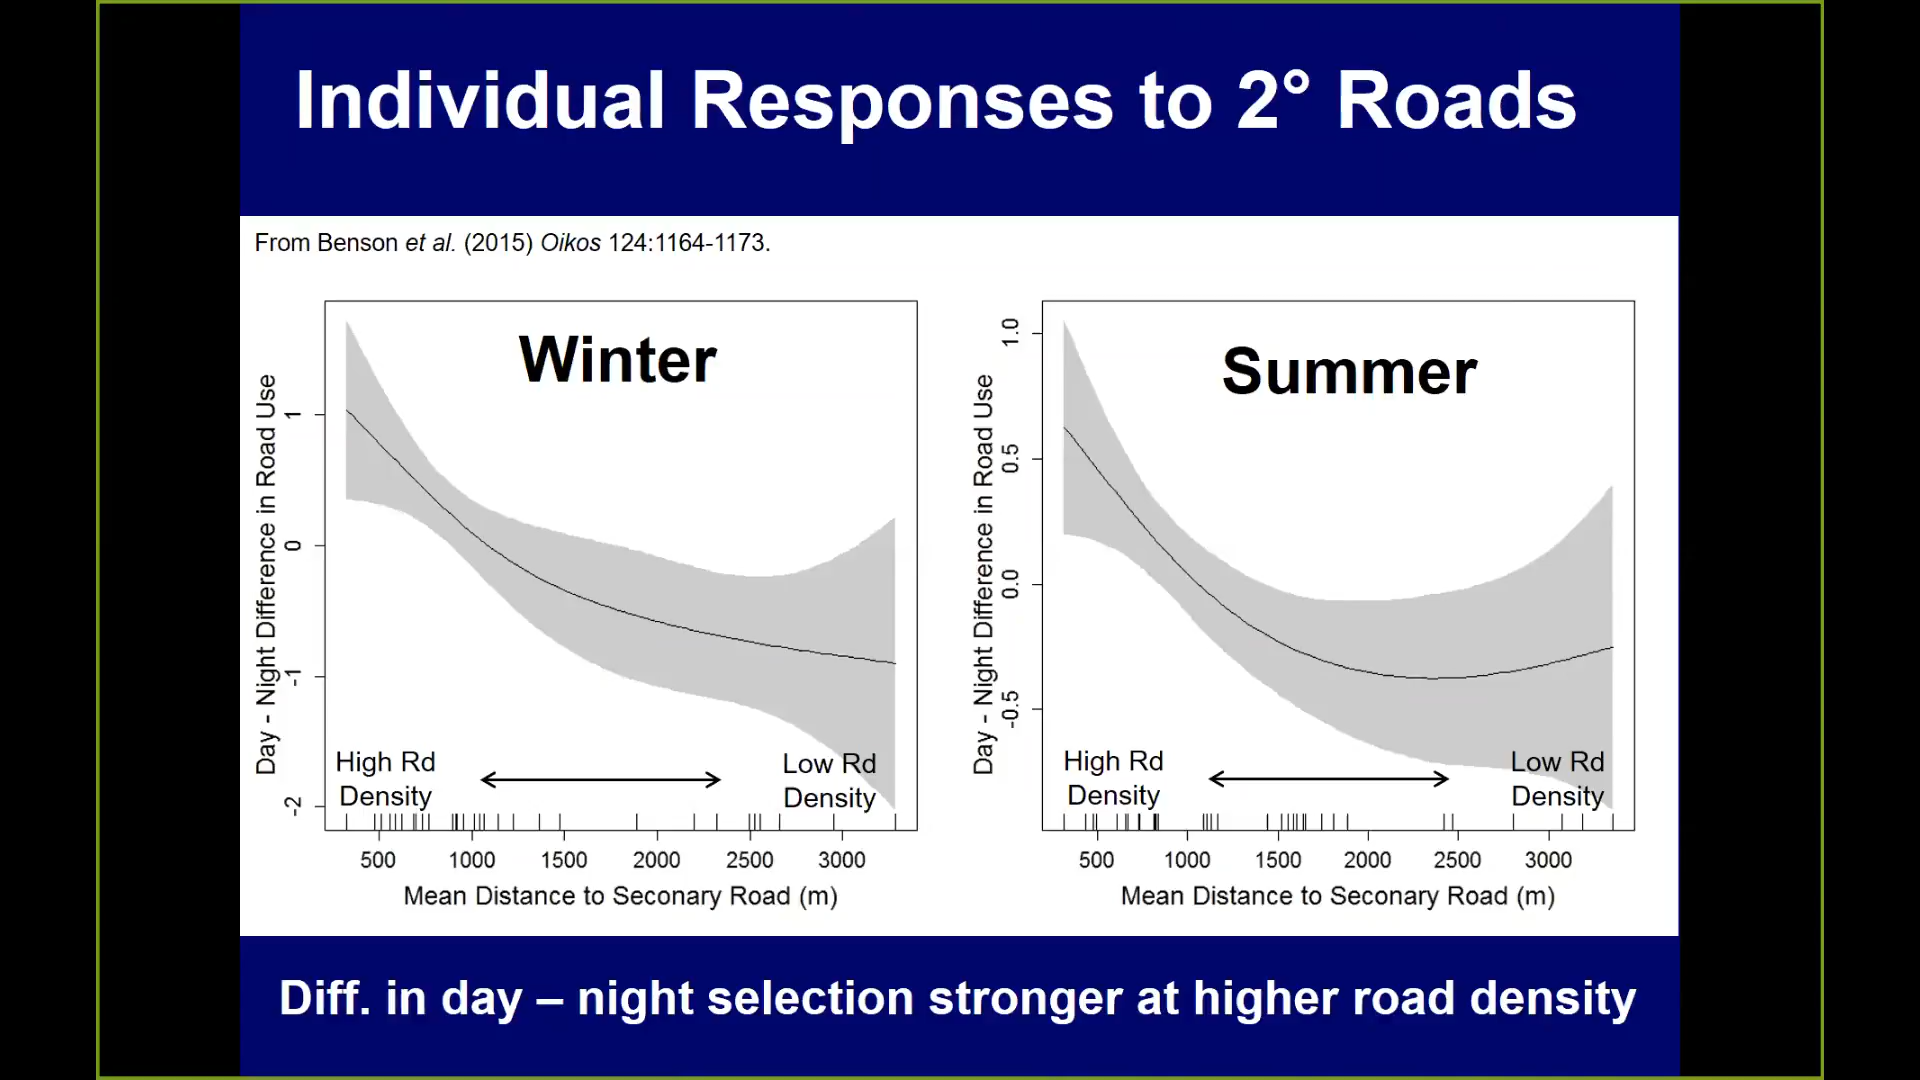 Individual Responses to 2° Roads
From Benson et al. (2015) Oikos 124:1164-1173.
Winter
Day - Night Difference in Road Use
1
0
-1
-2
High Rd
Density
Low Rd
Density
500 1000 1500 2000 2500 3000
Mean Distance to Seconary Road (m)
Summer
Day - Night Difference in Road Use
1.0
0.5
0.0
-0.5
High Rd
Density
Low Rd
Density
500 1000 1500 2000 2500 3000
Mean Distance to Seconary Road (m)
Diff. in day – night selection stronger at higher road density